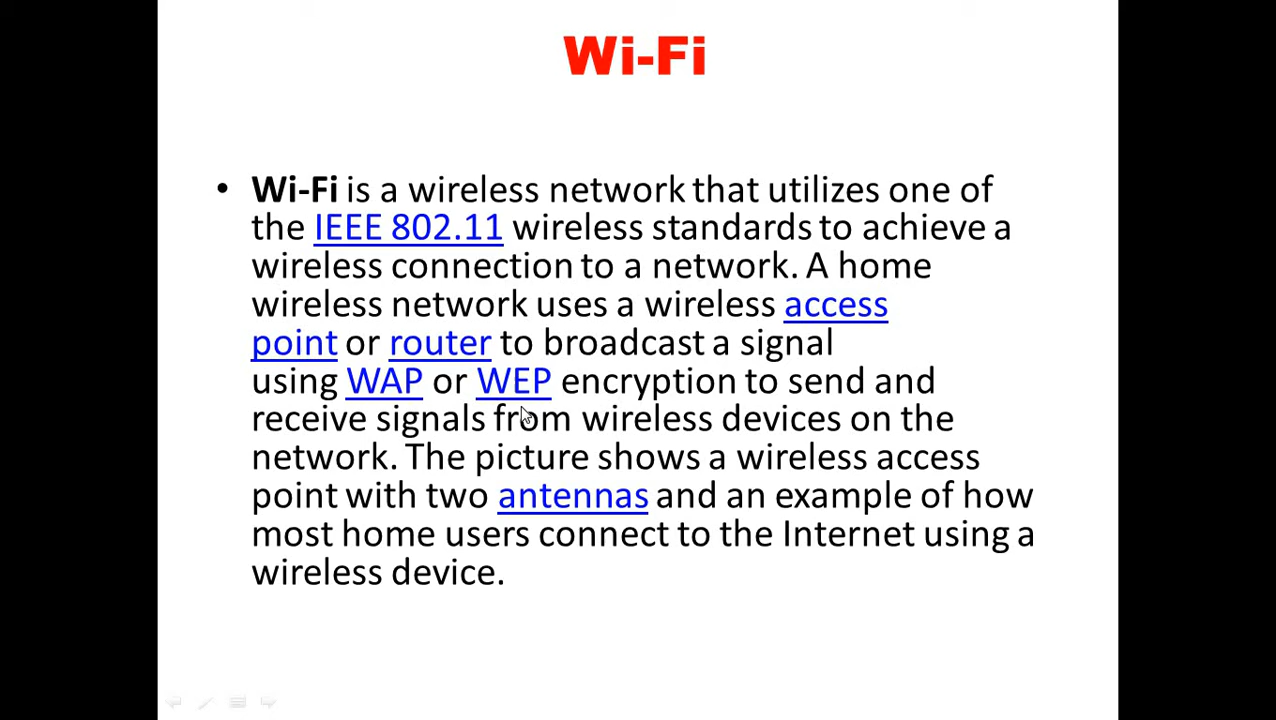 Wi-Fi
• Wi-Fi is a wireless network that utilizes one of
the IEEE 802.11 wireless standards to achieve a
wireless connection to a network. A home
wireless network uses a wireless access
point or router to broadcast a signal
using WAP or WEP encryption to send and
receive signals from wireless devices on the
network. The picture shows a wireless access
point with two antennas and an example of how
most home users connect to the Internet using a
wireless device.